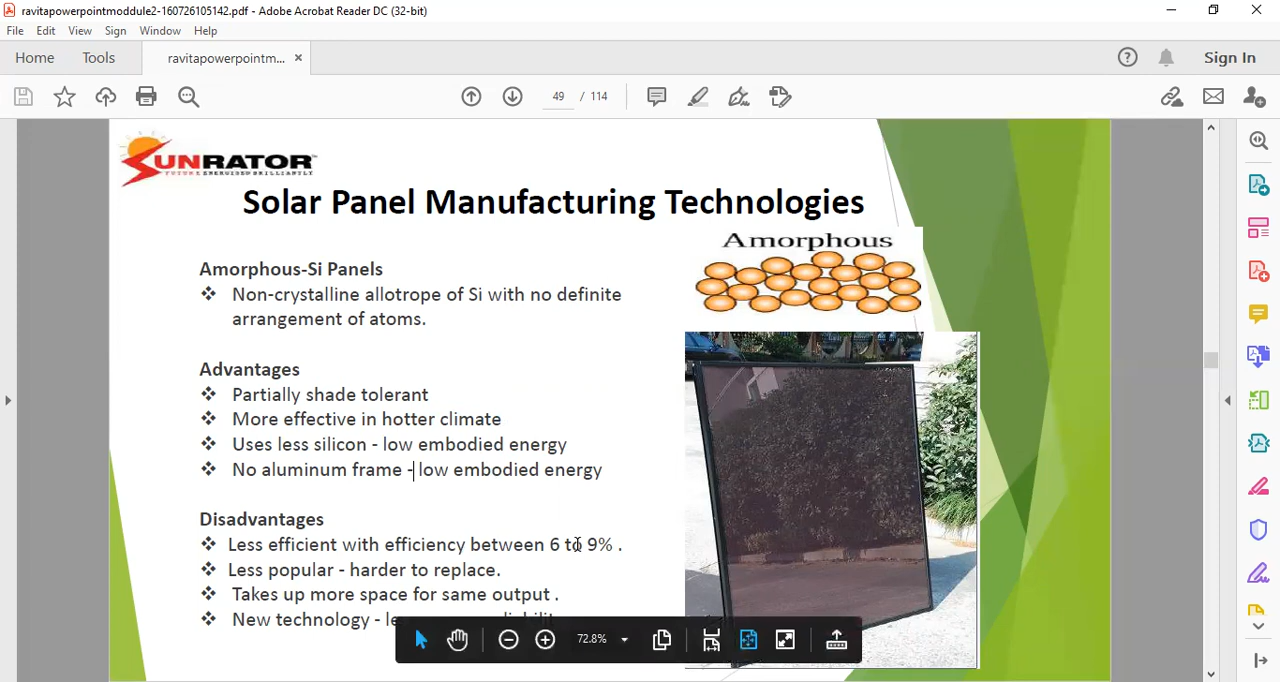 ravitapowerpointmoddule2-160726105142.pdf - Adobe Acrobat Reader DC (32-bit)
File Edit View Sign Window Help
Home Tools ravitapowerpointm... × Sign In
49 / 114
SUNRATOR
FUTURE ENERGISED BRILLIANTLY
Solar Panel Manufacturing Technologies
Amorphous
Amorphous-Si Panels
❖ Non-crystalline allotrope of Si with no definite
arrangement of atoms.
Advantages
❖ Partially shade tolerant
❖ More effective in hotter climate
❖ Uses less silicon - low embodied energy
❖ No aluminum frame - low embodied energy
Disadvantages
❖ Less efficient with efficiency between 6 to 9% .
❖ Less popular - harder to replace.
❖ Takes up more space for same output .
❖ New technology -
72.8%